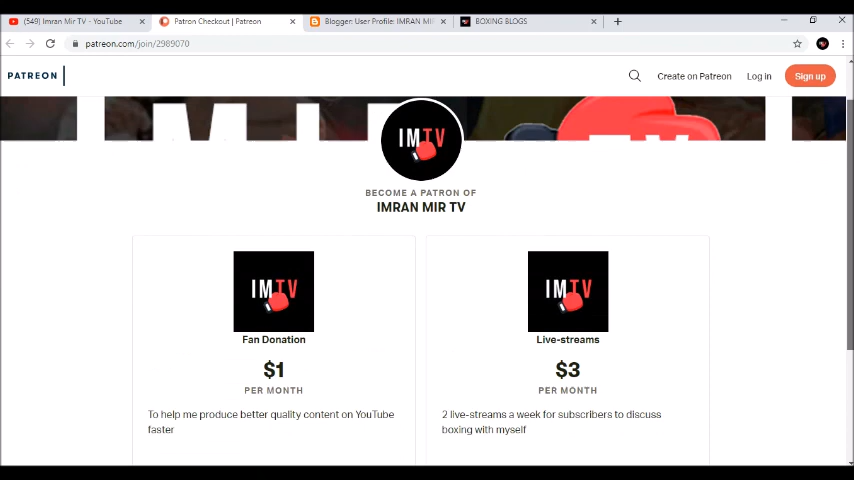 (549) Imran Mir TV - YouTube
Patron Checkout | Patreon
Blogger: User Profile: IMRAN MIR
BOXING BLOGS
patreon.com/join/2989070
PATREON
Create on Patreon
Log in
Sign up
IMTV
BECOME A PATRON OF
IMRAN MIR TV
IMTV
IMTV
Fan Donation
Live-streams
$1
$3
PER MONTH
PER MONTH
To help me produce better quality content on YouTube
faster
2 live-streams a week for subscribers to discuss
boxing with myself